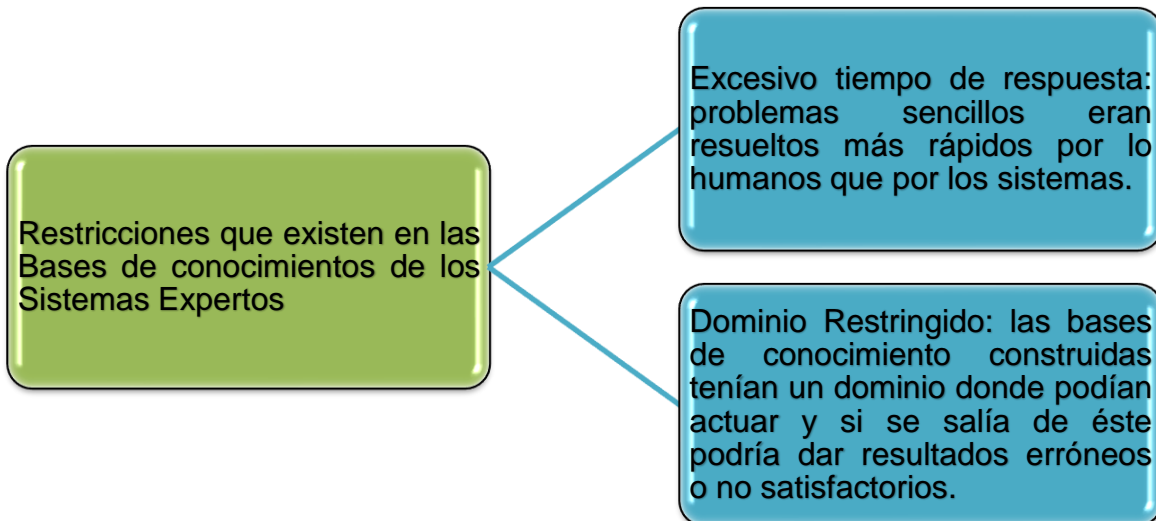 Restricciones que existen en las
Bases de conocimientos de los
Sistemas Expertos
Excesivo tiempo de respuesta:
problemas sencillos eran
resueltos más rápidos por lo
humanos que por los sistemas.
Dominio Restringido: las bases
de conocimiento construidas
tenían un dominio donde podían
actuar y si se salía de éste
podría dar resultados erróneos
o no satisfactorios.